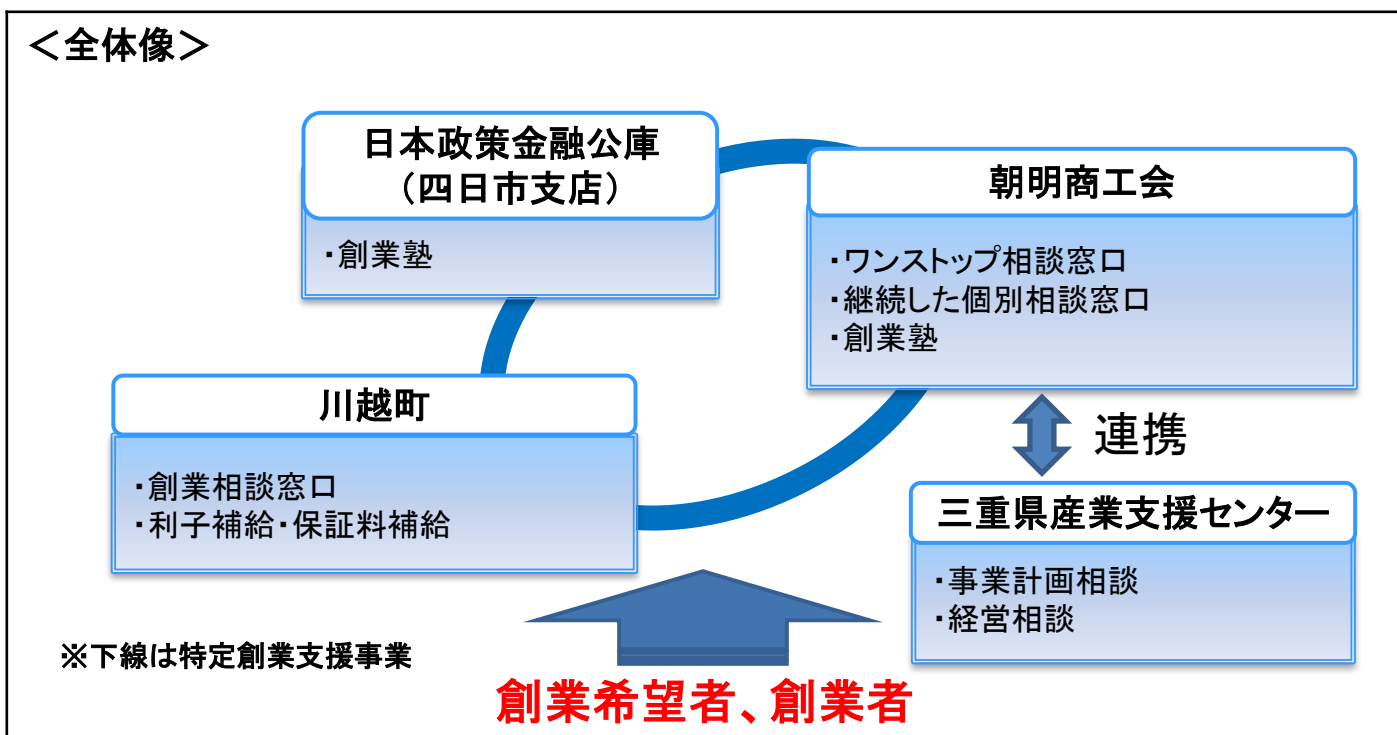 ＜全体像＞
日本政策金融公庫
（四日市支店）
・創業塾
朝明商工会
・ワンストップ相談窓口
・継続した個別相談窓口
・創業塾
川越町
・創業相談窓口
・利子補給・保証料補給
連携
三重県産業支援センター
・事業計画相談
・経営相談
※下線は特定創業支援事業
創業希望者、創業者